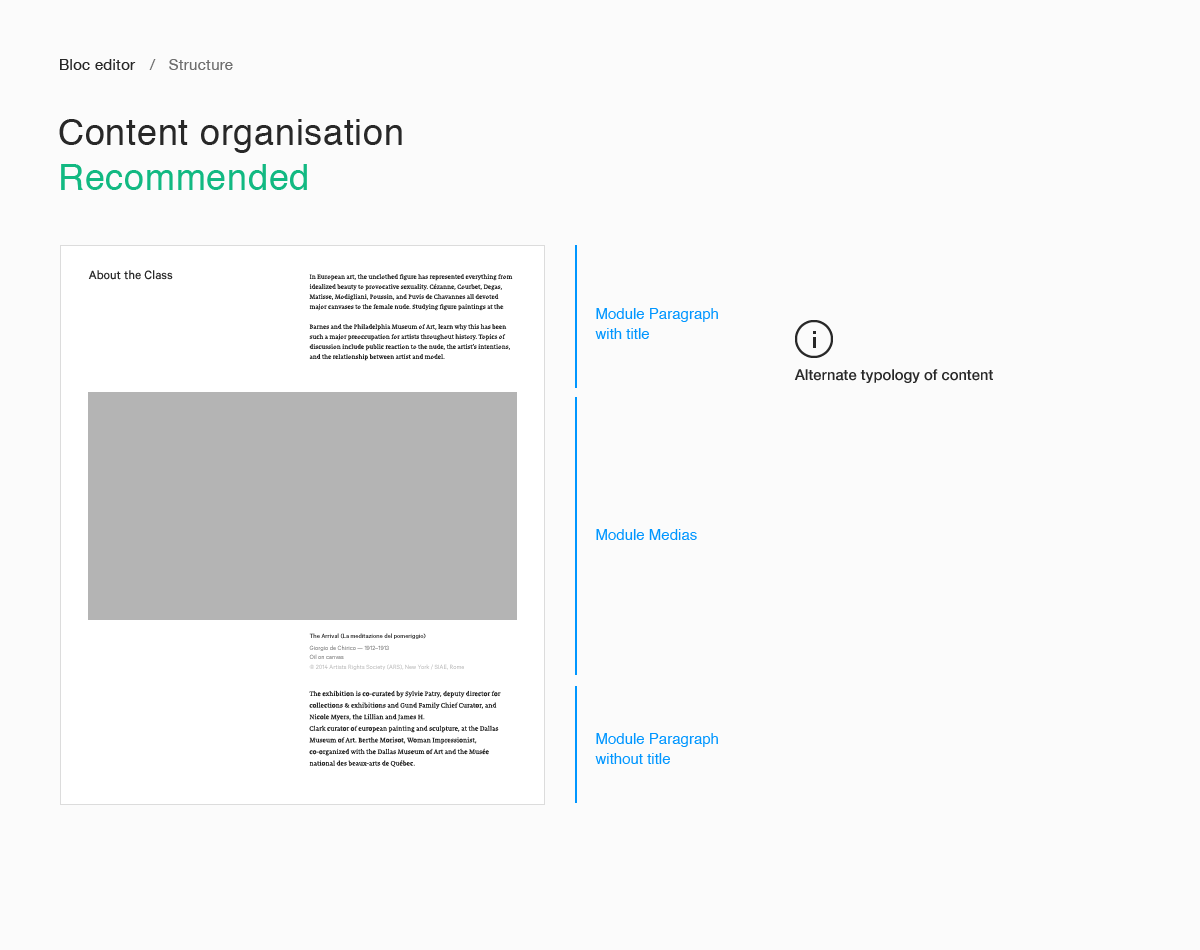 Bloc editor / Structure
Content organisation
Recommended
About the Class
In European art, the unclothed figure has represented everything from
idealized beauty to provocative sexuality. Cézanne, Courbet, Degas,
Matisse, Modigliani, Poussin, and Puvis de Chavannes all devoted
major canvases to the female nude. Studying figure paintings at the
Barnes and the Philadelphia Museum of Art, learn why this has been
such a major preoccupation for artists throughout history. Topics of
discussion include public reaction to the nude, the artist's intentions,
and the relationship between artist and model.
The Arrival (La meditazione del pomeriggio)
Giorgio de Chirico — 1912–1913
Oil on canvas
© 2014 Artists Rights Society (ARS), New York / SIAE, Rome
The exhibition is co-curated by Sylvie Patry, deputy director for
collections & exhibitions and Gund Family Chief Curator, and
Nicole Myers, the Lillian and James H.
Clark curator of european painting and sculpture, at the Dallas
Museum of Art. Berthe Morisot, Woman Impressionist,
co-organized with the Dallas Museum of Art and the Musée
national des beaux-arts de Québec.
Module Paragraph
with title
Module Medias
Module Paragraph
without title
i
Alternate typology of content